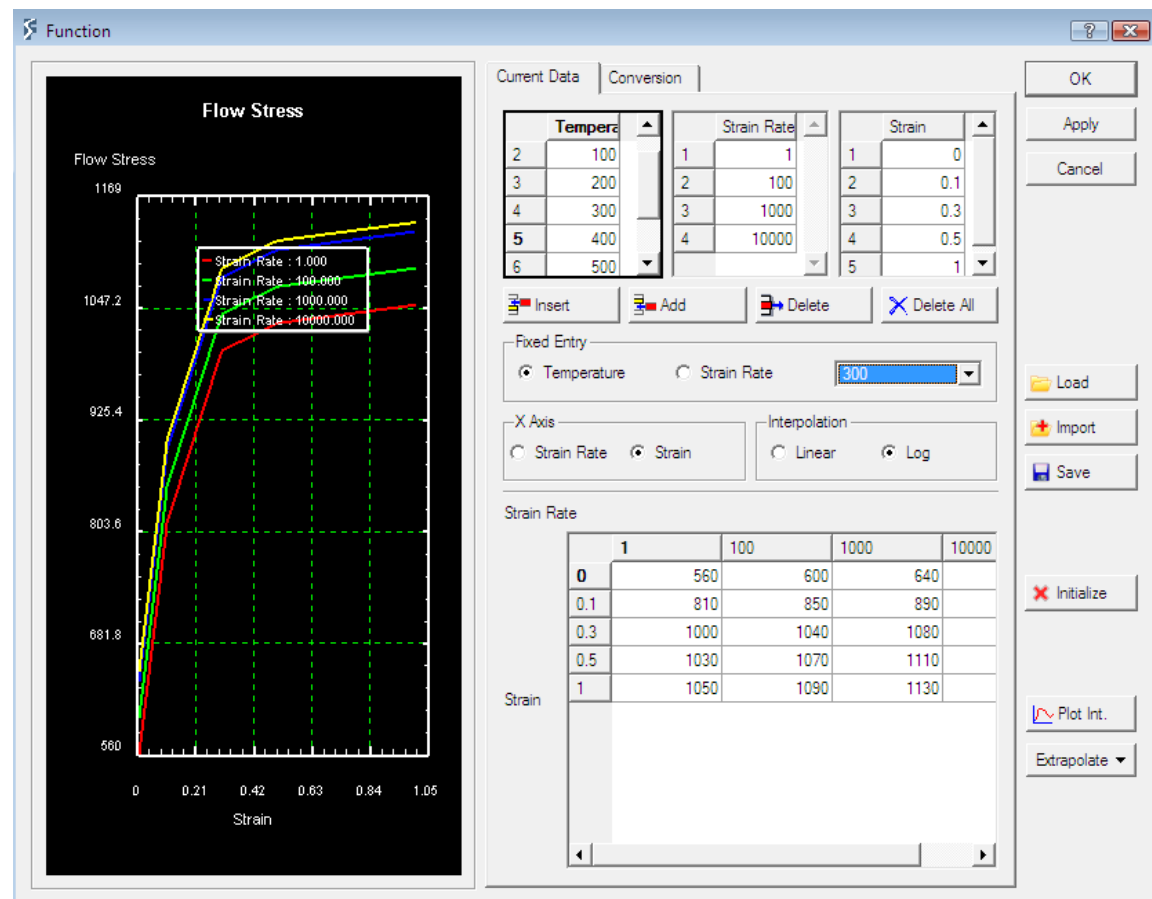 Function
Flow Stress
Flow Stress
1169
1047.2
925.4
803.6
681.8
560
0 0.21 0.42 0.63 0.84 1.05
Strain
Strain Rate : 1.000
Strain Rate : 100.000
Strain Rate : 1000.000
Strain Rate : 10000.000
Current Data Conversion
Tempera
2 100
3 200
4 300
5 400
6 500
Strain Rate
1 1
2 100
3 1000
4 10000
Strain
1 0
2 0.1
3 0.3
4 0.5
5 1
Insert Add Delete Delete All
Fixed Entry
Temperature Strain Rate 300
X Axis
Strain Rate Strain
Interpolation
Linear Log
Strain Rate
1 100 1000 10000
0 560 600 640
0.1 810 850 890
0.3 1000 1040 1080
0.5 1030 1070 1110
1 1050 1090 1130
Strain
OK
Apply
Cancel
Load
Import
Save
Initialize
Plot Int.
Extrapolate